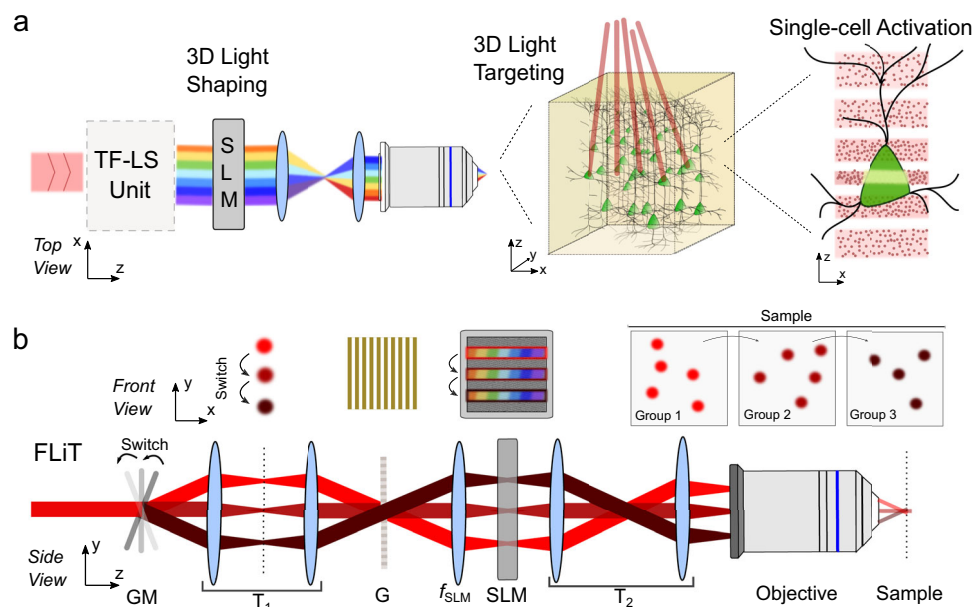 a
3D Light
Shaping
3D Light
Targeting
Single-cell Activation
TF-LS
Unit
S
L
M
x
z
Top
View
z
y
x
z
x
b
Front
View
y
x
Switch
Sample
Group 1
Group 2
Group 3
FLiT
Switch
Side
View
y
z
GM
T1
G
fSLM
SLM
T2
Objective
Sample